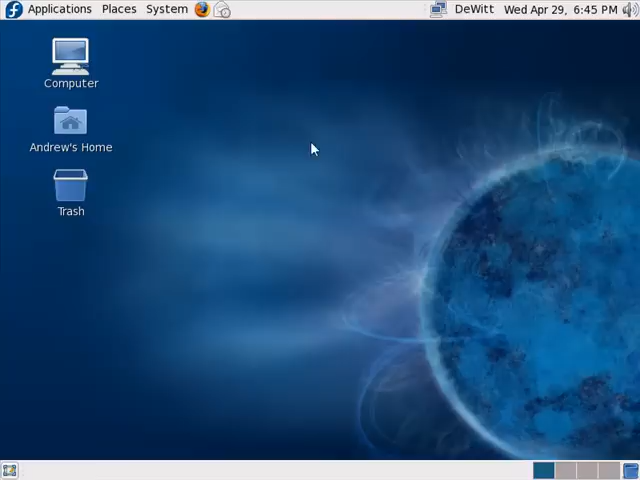 Applications Places System DeWitt Wed Apr 29, 6:45 PM
Computer
Andrew's Home
Trash